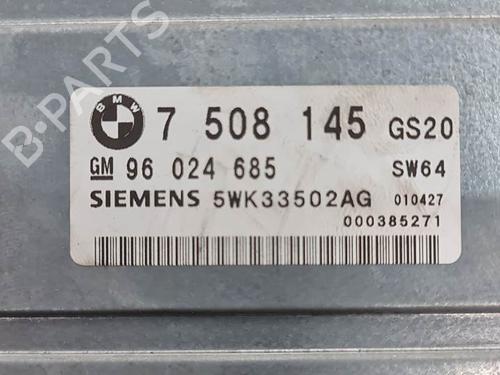 B-PARTS
BMW
7 508 145 GS20
GM 96 024 685 SW64
SIEMENS 5WK33502AG 010427
000385271